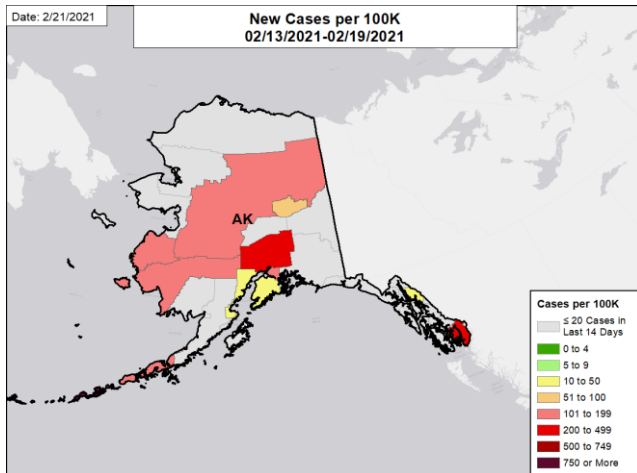 Date: 2/21/2021
New Cases per 100K
02/13/2021-02/19/2021
AK
Cases per 100K
≤ 20 Cases in
Last 14 Days
0 to 4
5 to 9
10 to 50
51 to 100
101 to 199
200 to 499
500 to 749
750 or More